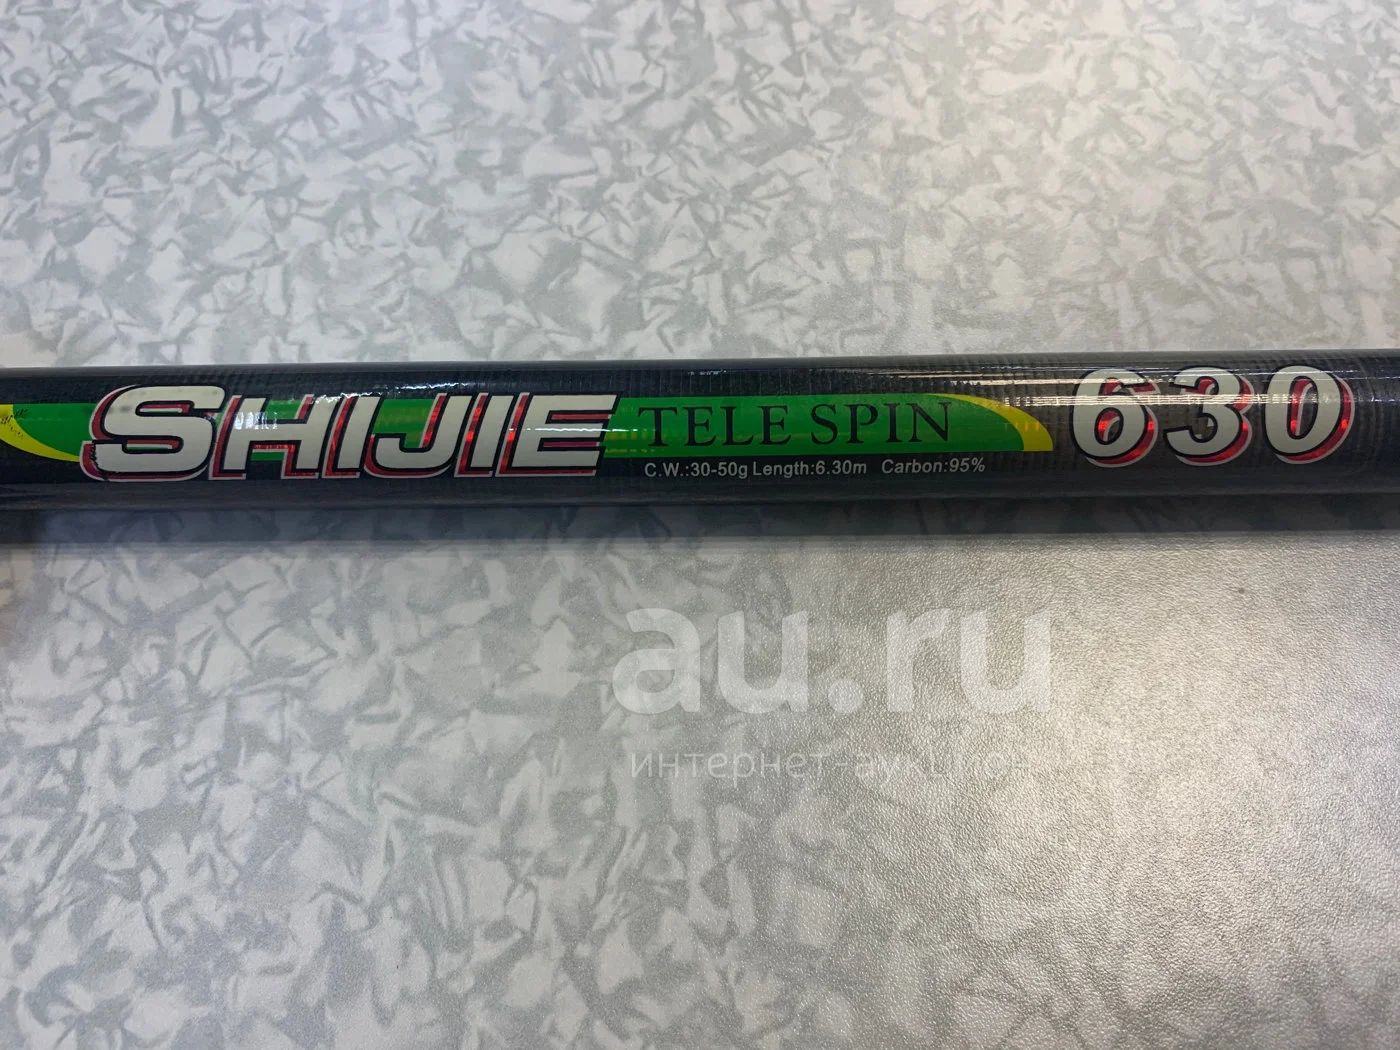 SHIJIE TELE SPIN 630
C.W.:30-50g Length:6.30m Carbon:95%
au.ru
интернет-аукцион